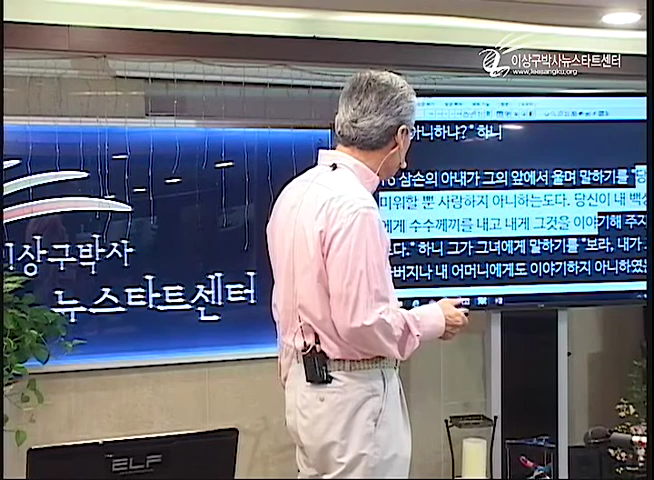 이상구박사뉴스타트센터
www.leesangku.org
아니하냐?" 하니
삼손의 아내가 그의 앞에서 울며 말하기를
미워할 뿐 사랑하지 아니하는도다. 당신이 내 백성
에게 수수께끼를 내고 내게 그것을 이야기해 주지
다." 하니 그가 그녀에게 말하기를 "보라, 내가
버지나 내 어머니에게도 이야기하지 아니하였
이상구박사
뉴스타트센터
ELF